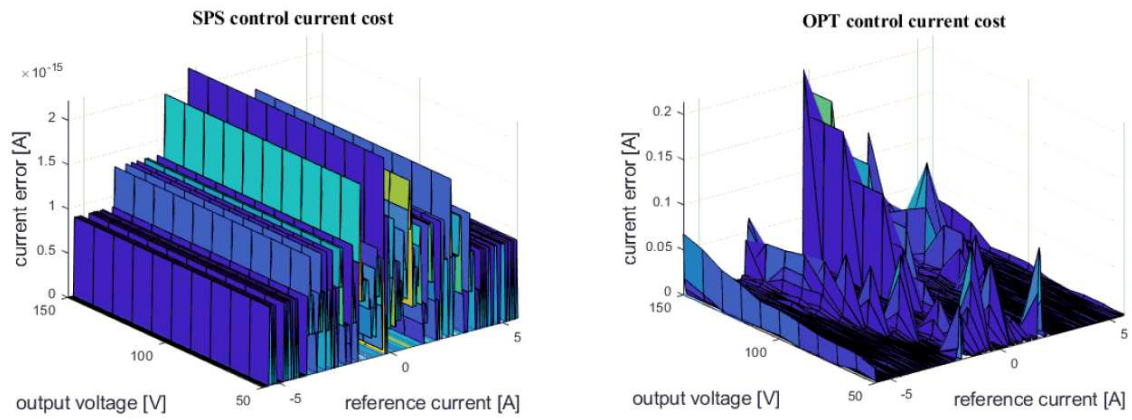 SPS control current cost
× 10⁻¹⁵
2
1.5
1
0.5
0
current error [A]
150
100
50
output voltage [V]
-5
0
5
reference current [A]
OPT control current cost
0.2
0.15
0.1
0.05
0
current error [A]
150
100
50
output voltage [V]
-5
0
5
reference current [A]